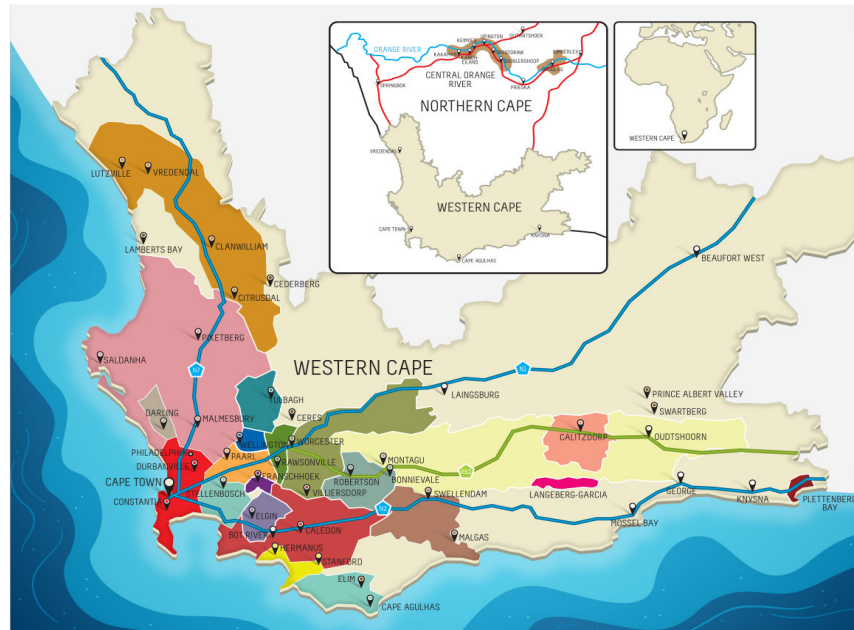 ORANGE RIVER
KEIMOES
UPINGTON
KAKAMAS
GROBLERSHOOP
KIMBERLEY
CENTRAL ORANGE
RIVER
SPRINGBOK
PRIESKA
NORTHERN CAPE
VREDENDAL
WESTERN CAPE
CAPE TOWN
KNYSNA
CAPE AGULHAS
WESTERN CAPE
LUTZVILLE
VREDENDAL
LAMBERTS BAY
CLANWILLIAM
BEAUFORT WEST
CEDERBERG
CITRUSDAL
PIKETBERG
SALDANHA
WESTERN CAPE
N7
N1
LAINGSBURG
TULBAGH
PRINCE ALBERT VALLEY
SWARTBERG
DARLING
MALMESBURY
CERES
CALITZDORP
OUDTSHOORN
WELLINGTON
WORCESTER
PHILADELPHIA
PAARL
RAWSONVILLE
MONTAGU
DURBANVILLE
FRANSCHHOEK
ROBERTSON
BONNIEVALE
R62
CAPE TOWN
STELLENBOSCH
VILLIERSDORP
SWELLENDAM
LANGEBERG-GARCIA
GEORGE
KNYSNA
PLETTENBERG
BAY
CONSTANTIA
ELGIN
N2
MOSSEL BAY
BOT RIVER
CALEDON
MALGAS
HERMANUS
STANFORD
ELIM
CAPE AGULHAS